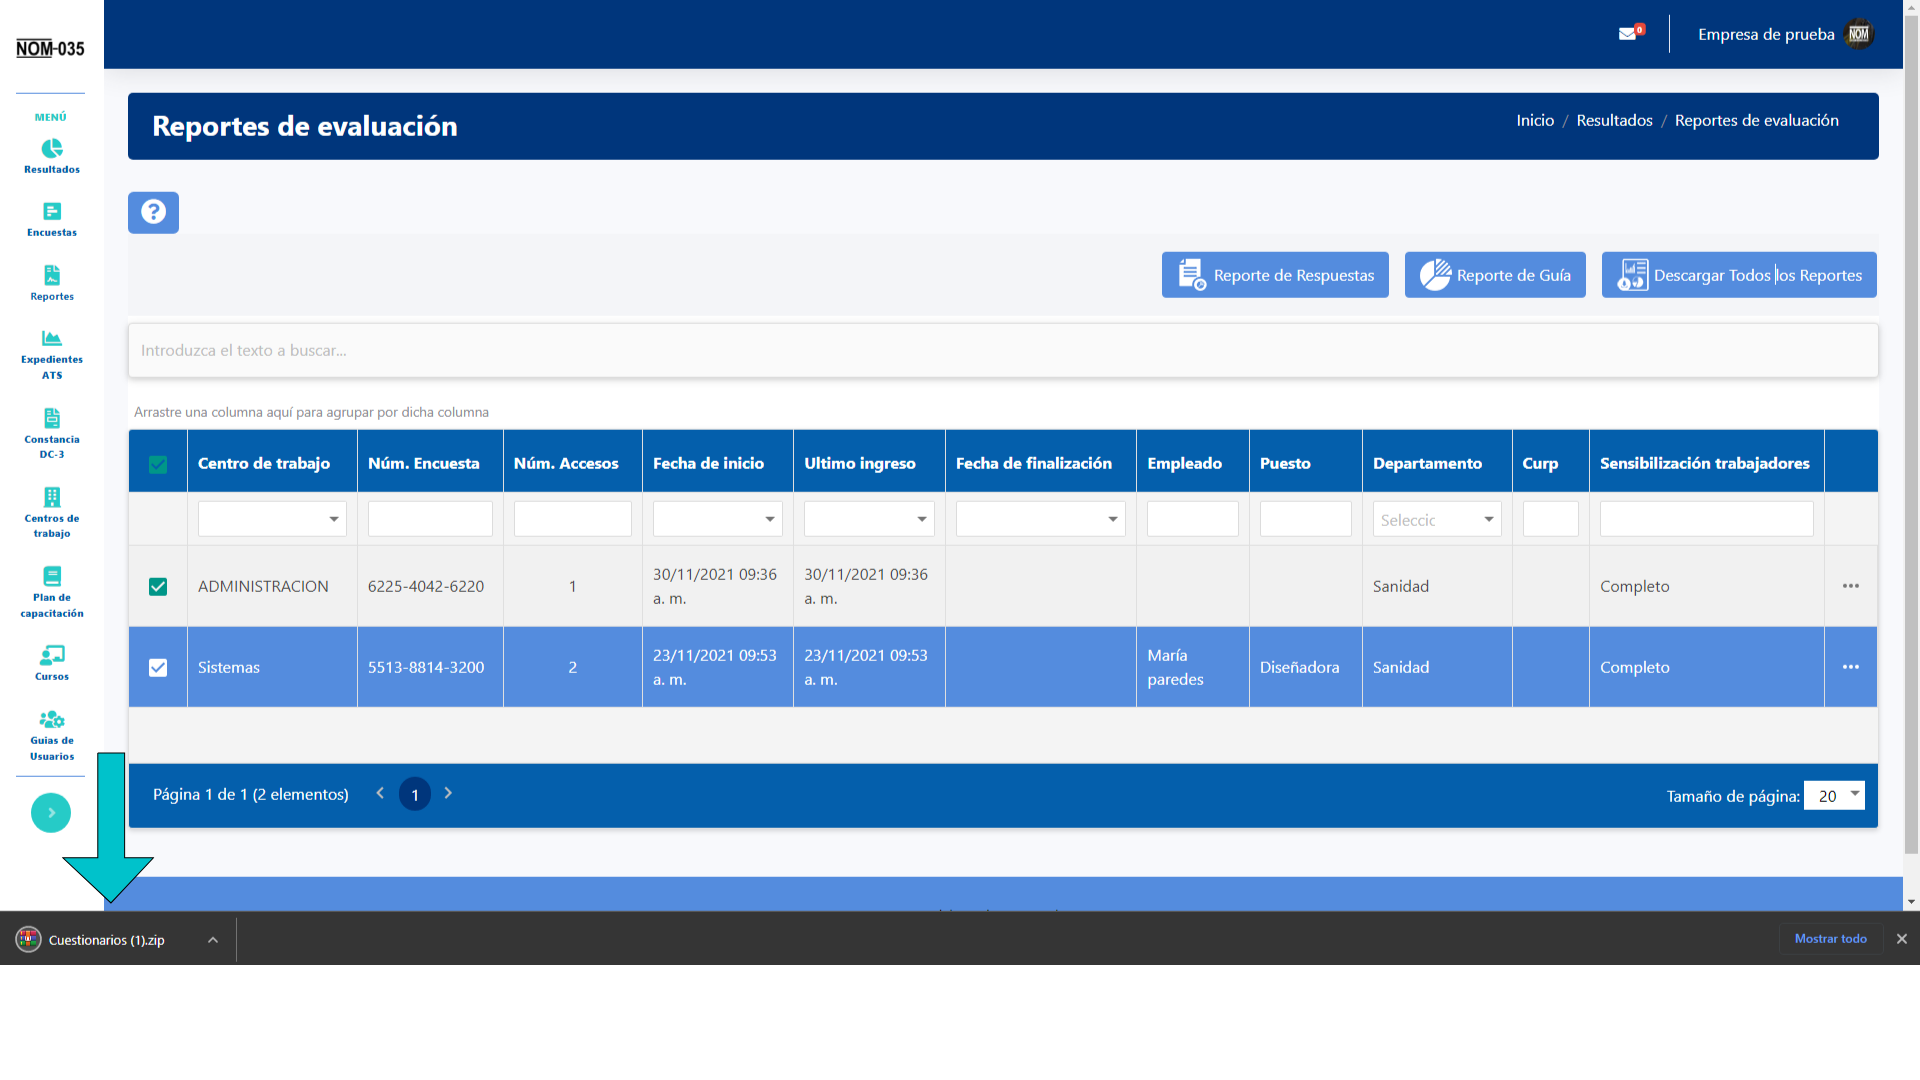 NOM-035
0
Empresa de prueba
NOM
MENÚ
Resultados
Encuestas
Reportes
Expedientes
ATS
Constancia
DC-3
Centros de
trabajo
Plan de
capacitación
Cursos
Guias de
Usuarios
Reportes de evaluación
Inicio / Resultados / Reportes de evaluación
?
Reporte de Respuestas
Reporte de Guía
Descargar Todos los Reportes
Introduzca el texto a buscar...
Arrastre una columna aquí para agrupar por dicha columna
Centro de trabajo Núm. Encuesta Núm. Accesos Fecha de inicio Ultimo ingreso Fecha de finalización Empleado Puesto Departamento Curp Sensibilización trabajadores
Seleccic
ADMINISTRACION 6225-4042-6220 1 30/11/2021 09:36 a. m. 30/11/2021 09:36 a. m. Sanidad Completo ...
Sistemas 5513-8814-3200 2 23/11/2021 09:53 a. m. 23/11/2021 09:53 a. m. María paredes Diseñadora Sanidad Completo ...
Página 1 de 1 (2 elementos) 1
Tamaño de página: 20
Cuestionarios (1).zip
Mostrar todo